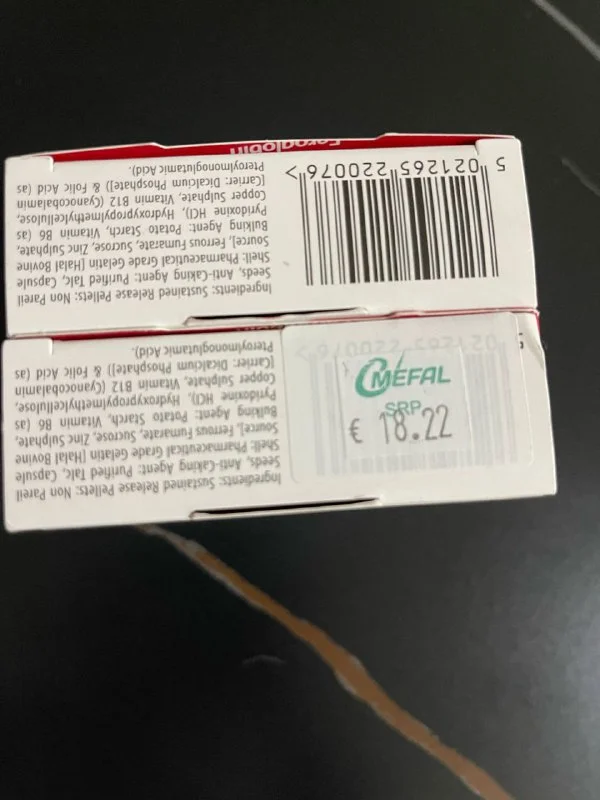 Feroglobin
Ingredients: Sustained Release Pellets: Non Pareil
Seeds, Anti-Caking Agent: Purified Talc, Capsule
Shell: Pharmaceutical Grade Gelatin [Halal Bovine
Source], Ferrous Fumarate, Sucrose, Zinc Sulphate,
Bulking Agent: Potato Starch, Vitamin B6 (as
Pyridoxine HCl), Hydroxypropylmethylcellulose,
Copper Sulphate, Vitamin B12 (Cyanocobalamin
[Carrier: Dicalcium Phosphate]) & Folic Acid (as
Pteroylmonoglutamic Acid).
5 021265 220076 >
Ingredients: Sustained Release Pellets: Non Pareil
Seeds, Anti-Caking Agent: Purified Talc, Capsule
Shell: Pharmaceutical Grade Gelatin [Halal Bovine
Source], Ferrous Fumarate, Sucrose, Zinc Sulphate,
Bulking Agent: Potato Starch, Vitamin B6 (as
Pyridoxine HCl), Hydroxypropylmethylcellulose,
Copper Sulphate, Vitamin B12 (Cyanocobalamin
[Carrier: Dicalcium Phosphate]) & Folic Acid (as
Pteroylmonoglutamic Acid).
021265 220076
MEFAL
SRP
€ 18.22